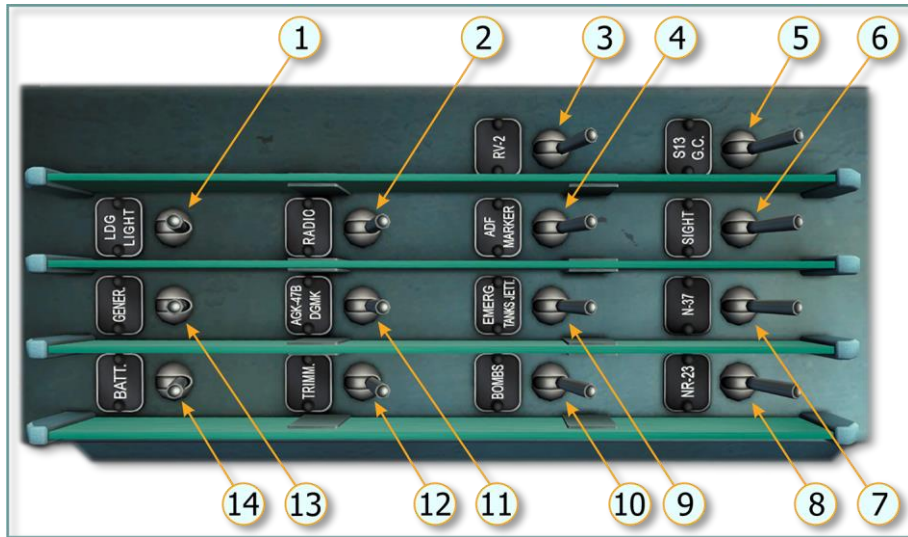 1
2
3
4
5
6
RV-2
S13
G.C.
LDG
LIGHT
RADIO
ADF
MARKER
SIGHT
GENER.
AGK-47B
DGMK
EMERG
TANKS JETT.
N-37
BATT.
TRIMM.
BOMBS
NR-23
14
13
12
11
10
9
8
7